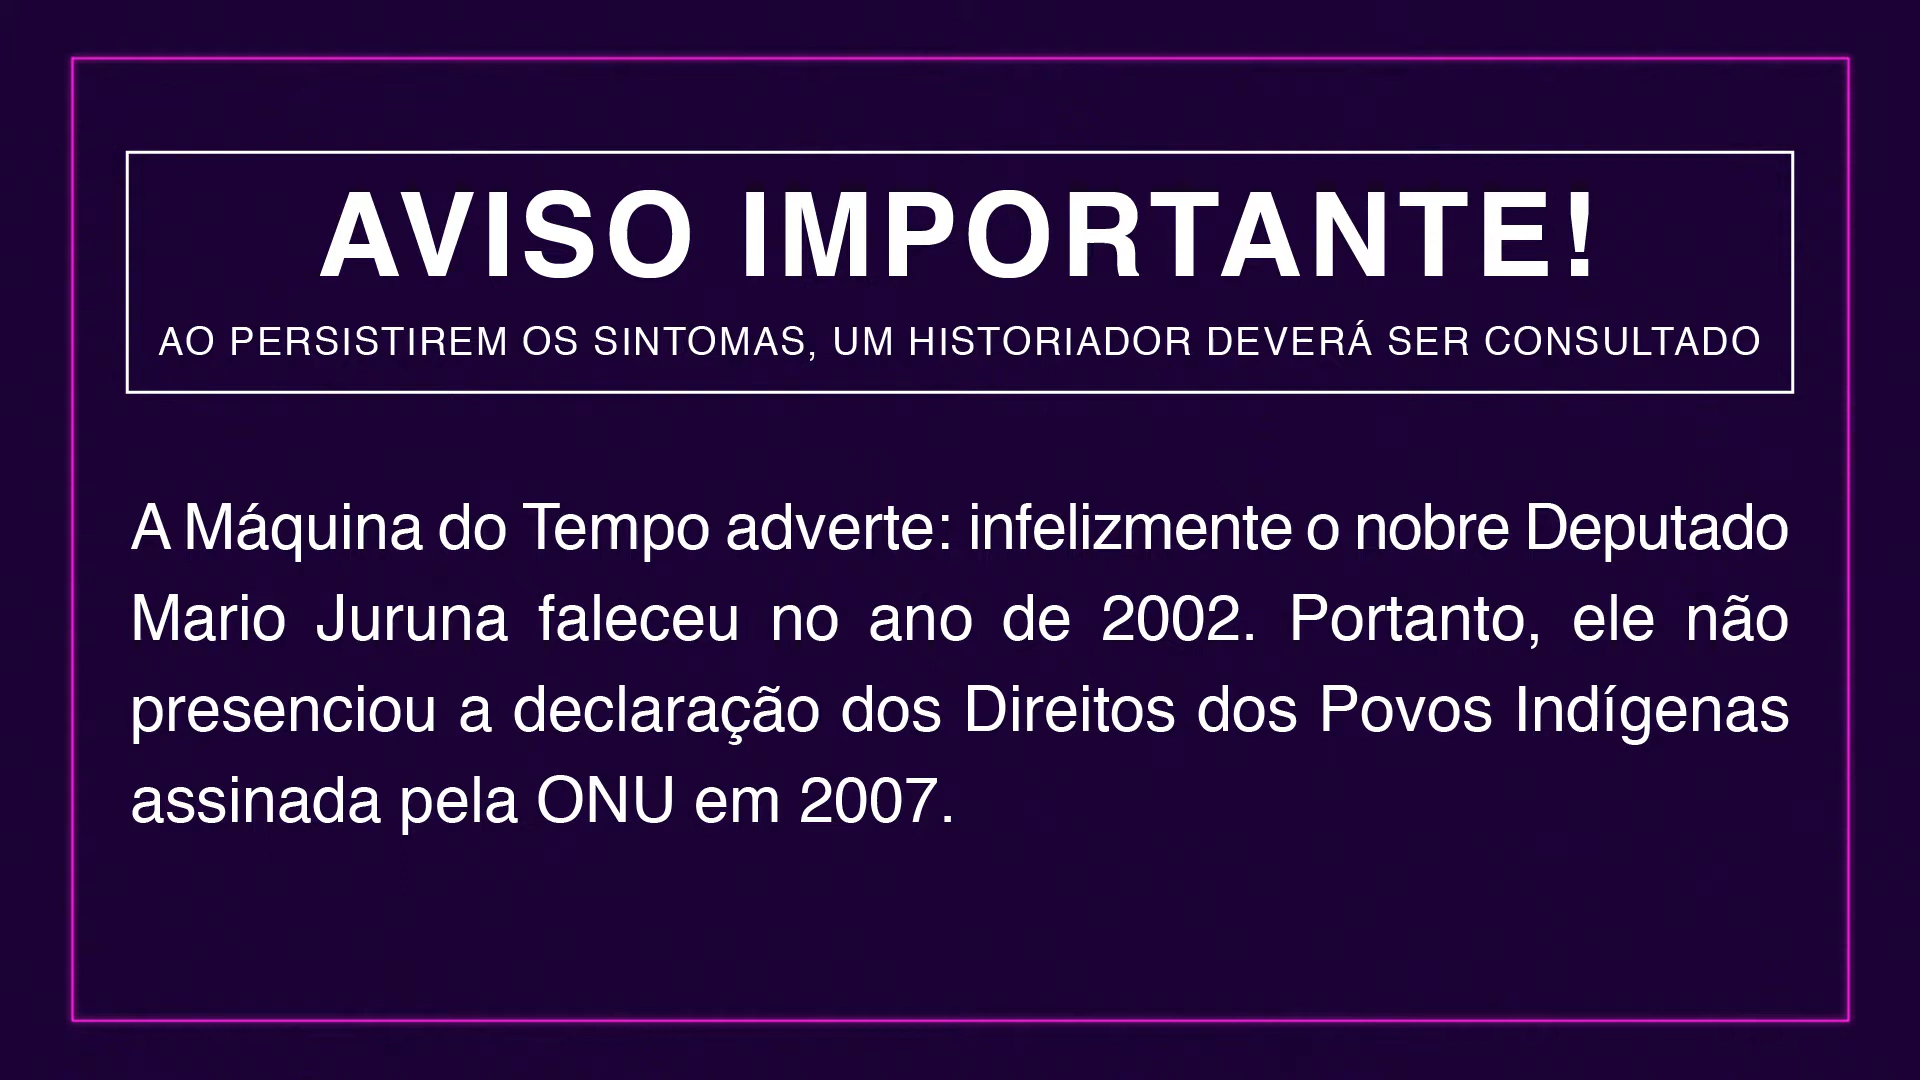 AVISO IMPORTANTE!
AO PERSISTIREM OS SINTOMAS, UM HISTORIADOR DEVERÁ SER CONSULTADO
A Máquina do Tempo adverte: infelizmente o nobre Deputado
Mario Juruna faleceu no ano de 2002. Portanto, ele não
presenciou a declaração dos Direitos dos Povos Indígenas
assinada pela ONU em 2007.